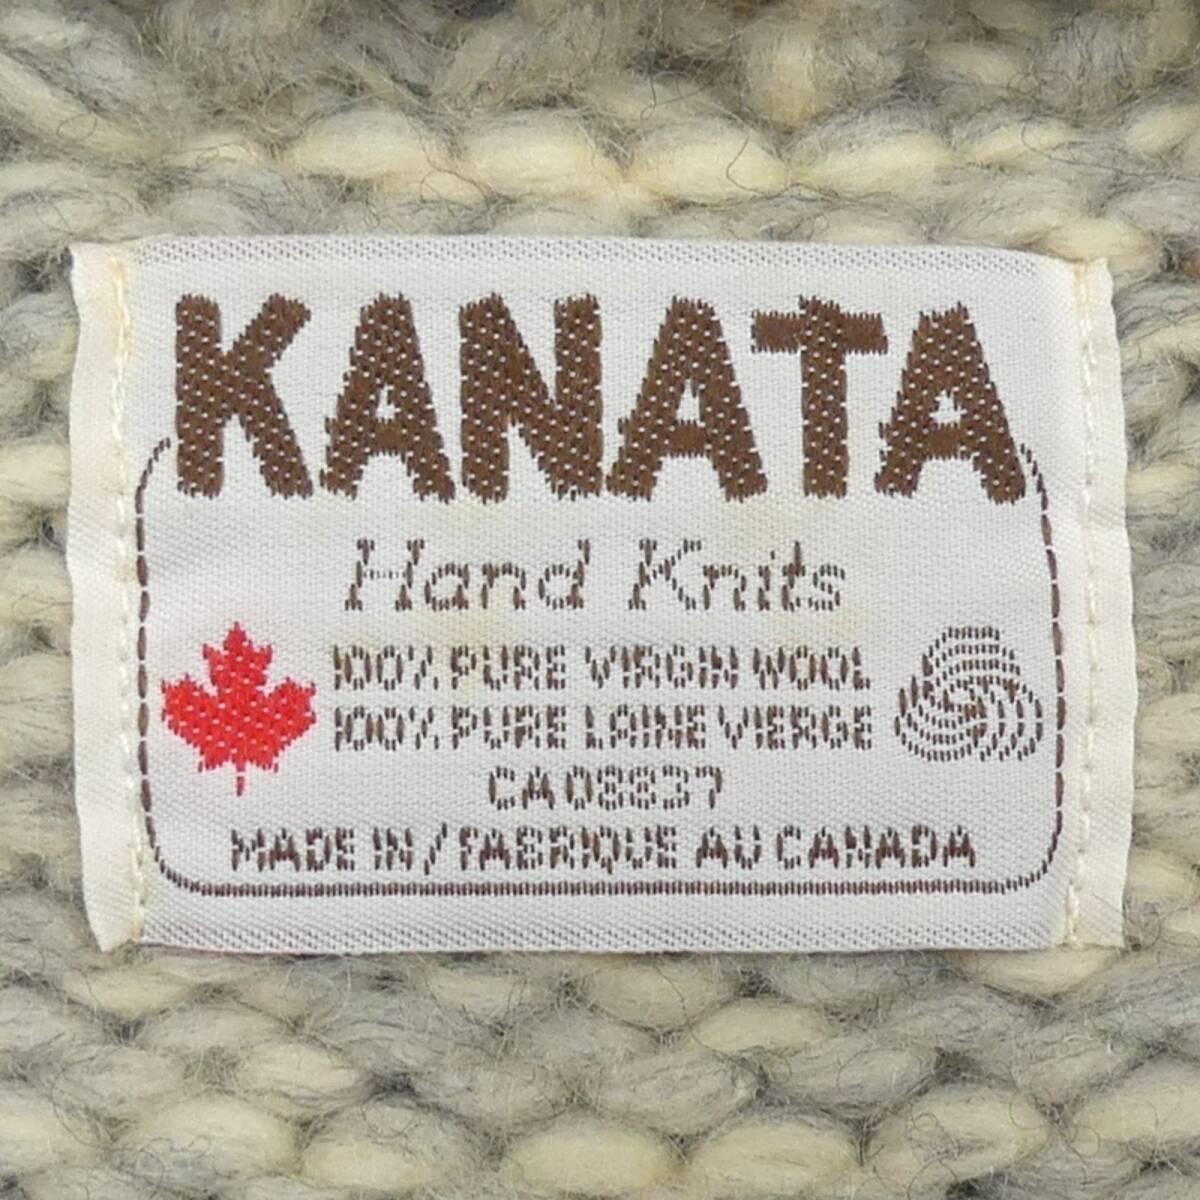 KANATA
Hand Knits
100% PURE VIRGIN WOOL
100% PURE LAINE VIERGE
CA08837
MADE IN / FABRIQUE AU CANADA